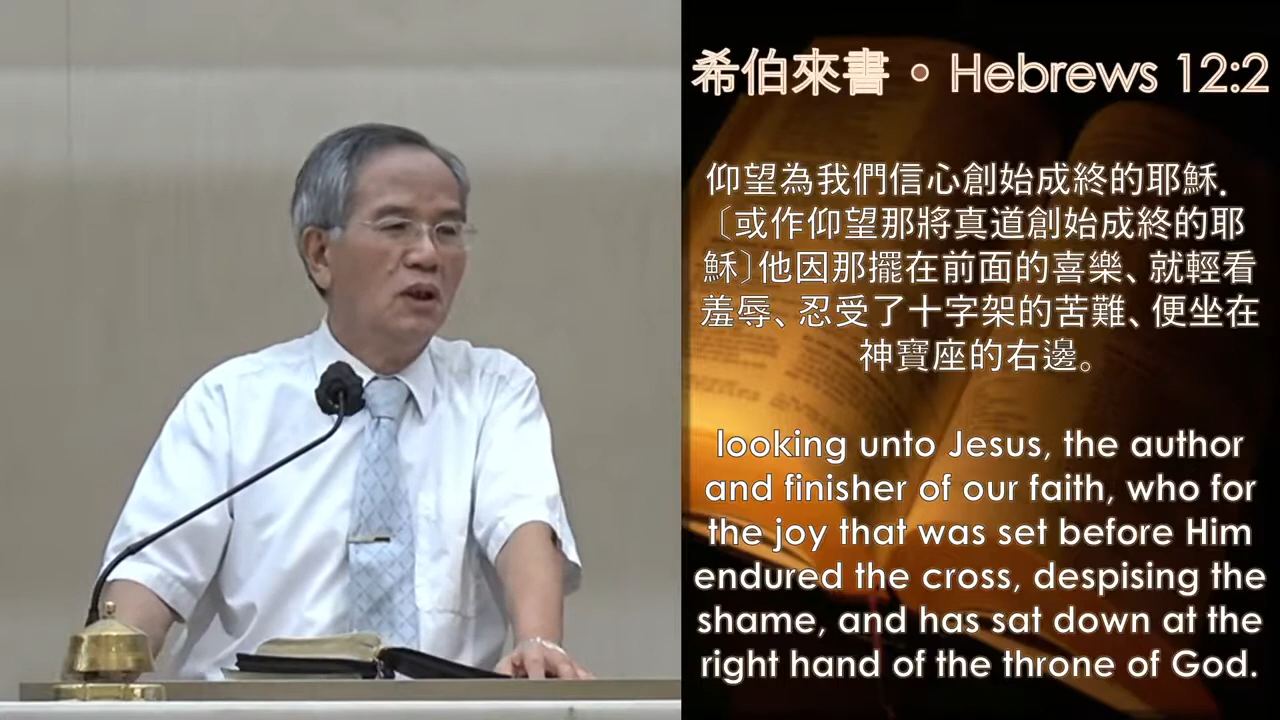 希伯來書 • Hebrews 12:2
仰望為我們信心創始成終的耶穌．
〔或作仰望那將真道創始成終的耶
穌〕他因那擺在前面的喜樂、就輕看
羞辱、忍受了十字架的苦難、便坐在
神寶座的右邊。
looking unto Jesus, the author
and finisher of our faith, who for
the joy that was set before Him
endured the cross, despising the
shame, and has sat down at the
right hand of the throne of God.